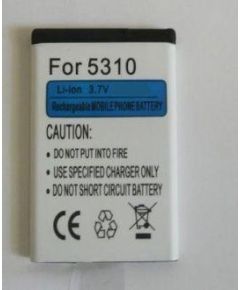 For 5310
Li-ion 3.7V
Rechargeable MOBILE PHONE BATTERY
CAUTION:
• DO NOT PUT INTO FIRE
• USE SPECIFIED CHARGER ONLY
• DO NOT SHORT CIRCUIT BATTERY
CE